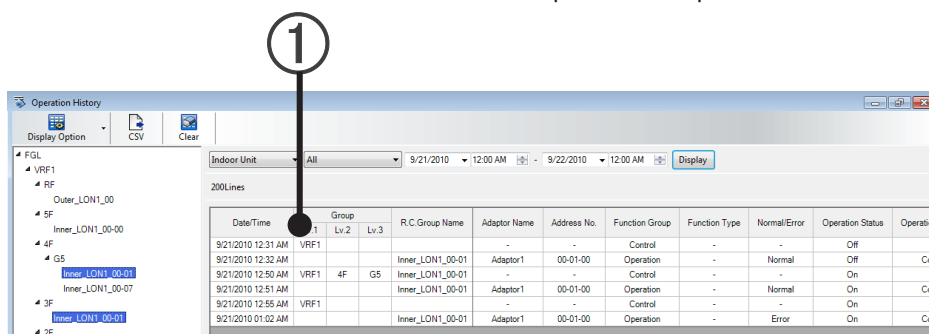 ①
Operation History
Display Option CSV Clear
FGL
VRF1
RF
Outer_LON1_00
5F
Inner_LON1_00-00
4F
G5
Inner_LON1_00-01
Inner_LON1_00-07
3F
Inner_LON1_00-01
2F
Indoor Unit All 9/21/2010 12:00 AM - 9/22/2010 12:00 AM Display
200Lines
Date/Time Group R.C.Group Name Adaptor Name Address No. Function Group Function Type Normal/Error Operation Status
Lv.2 Lv.3
9/21/2010 12:31 AM VRF1 - - Control - - Off
9/21/2010 12:32 AM Inner_LON1_00-01 Adaptor1 00-01-00 Operation - Normal Off
9/21/2010 12:50 AM VRF1 4F G5 - - Control - - On
9/21/2010 12:51 AM Inner_LON1_00-01 Adaptor1 00-01-00 Operation - Normal On
9/21/2010 12:55 AM VRF1 - - Control - - On
9/21/2010 01:02 AM Inner_LON1_00-01 Adaptor1 00-01-00 Operation - Error On